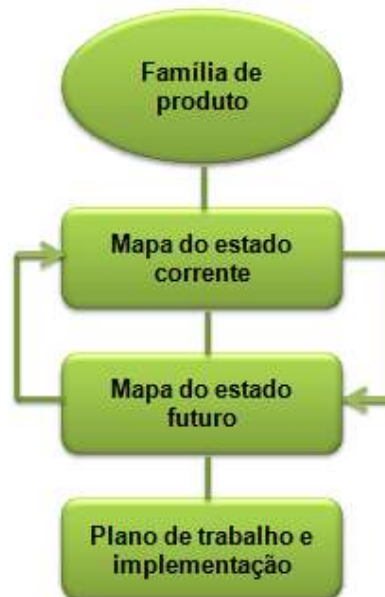 Família de
produto
Mapa do estado
corrente
Mapa do estado
futuro
Plano de trabalho e
implementação